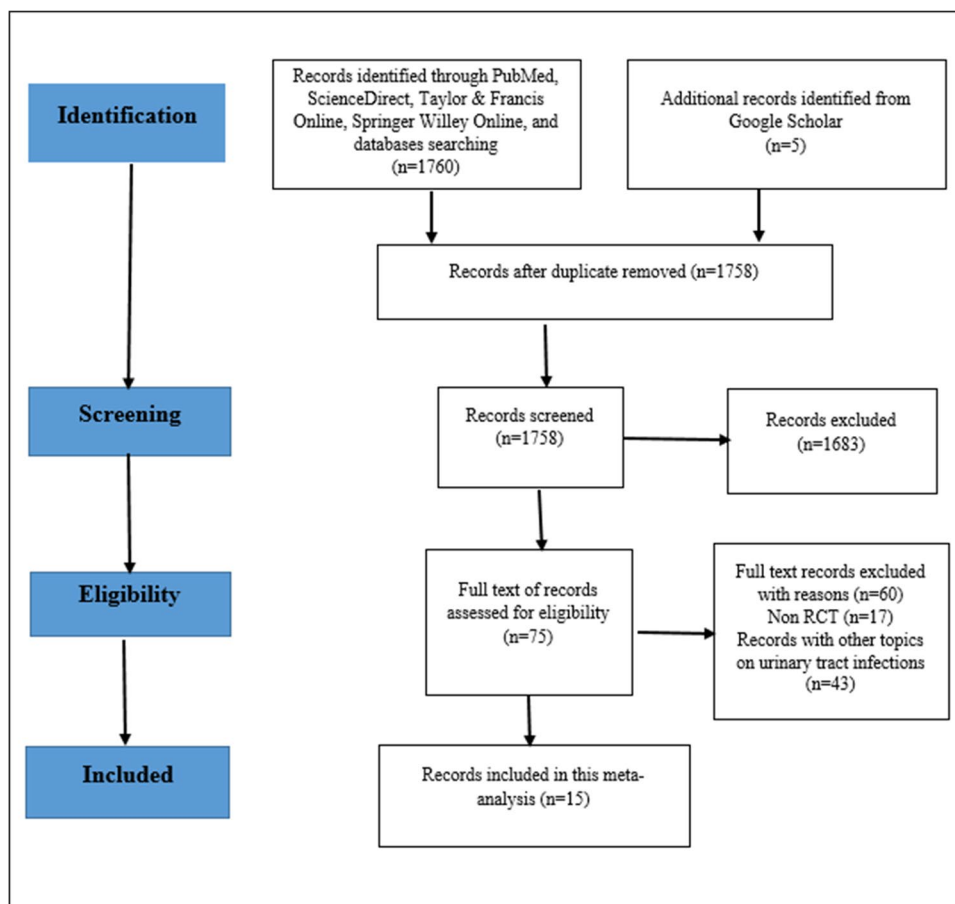 Identification
Records identified through PubMed,
ScienceDirect, Taylor & Francis
Online, Springer Willey Online, and
databases searching
(n=1760)
Additional records identified from
Google Scholar
(n=5)
Records after duplicate removed (n=1758)
Screening
Records screened
(n=1758)
Records excluded
(n=1683)
Eligibility
Full text of records
assessed for eligibility
(n=75)
Full text records excluded
with reasons (n=60)
Non RCT (n=17)
Records with other topics
on urinary tract infections
(n=43)
Included
Records included in this meta-
analysis (n=15)